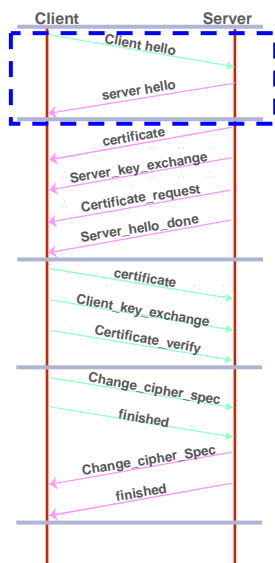 Client Server
Client hello
server hello
certificate
Server_key_exchange
Certificate_request
Server_hello_done
certificate
Client_key_exchange
Certificate_verify
Change_cipher_spec
finished
Change_cipher_Spec
finished